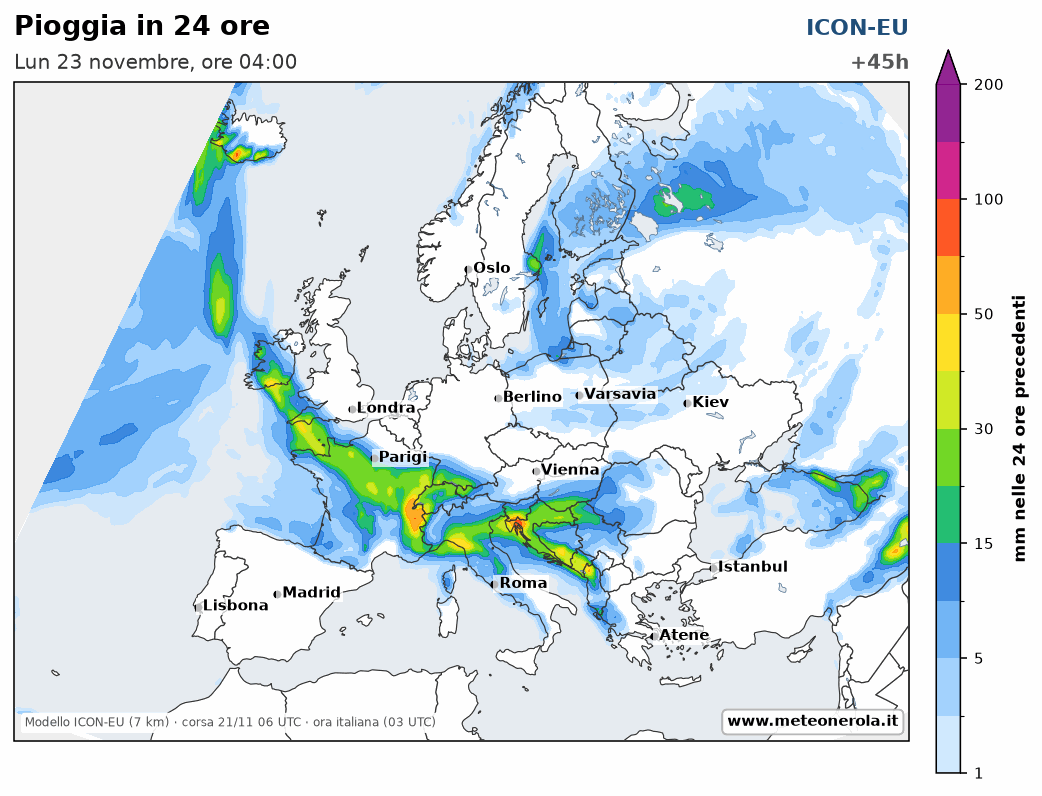 Pioggia in 24 ore
ICON-EU
Lun 23 novembre, ore 04:00
+45h
200
100
50
30
15
5
1
mm nelle 24 ore precedenti
Oslo
Londra
Berlino
Varsavia
Kiev
Parigi
Vienna
Istanbul
Roma
Madrid
Lisbona
Atene
Modello ICON-EU (7 km) · corsa 21/11 06 UTC · ora italiana (03 UTC)
www.meteonerola.it